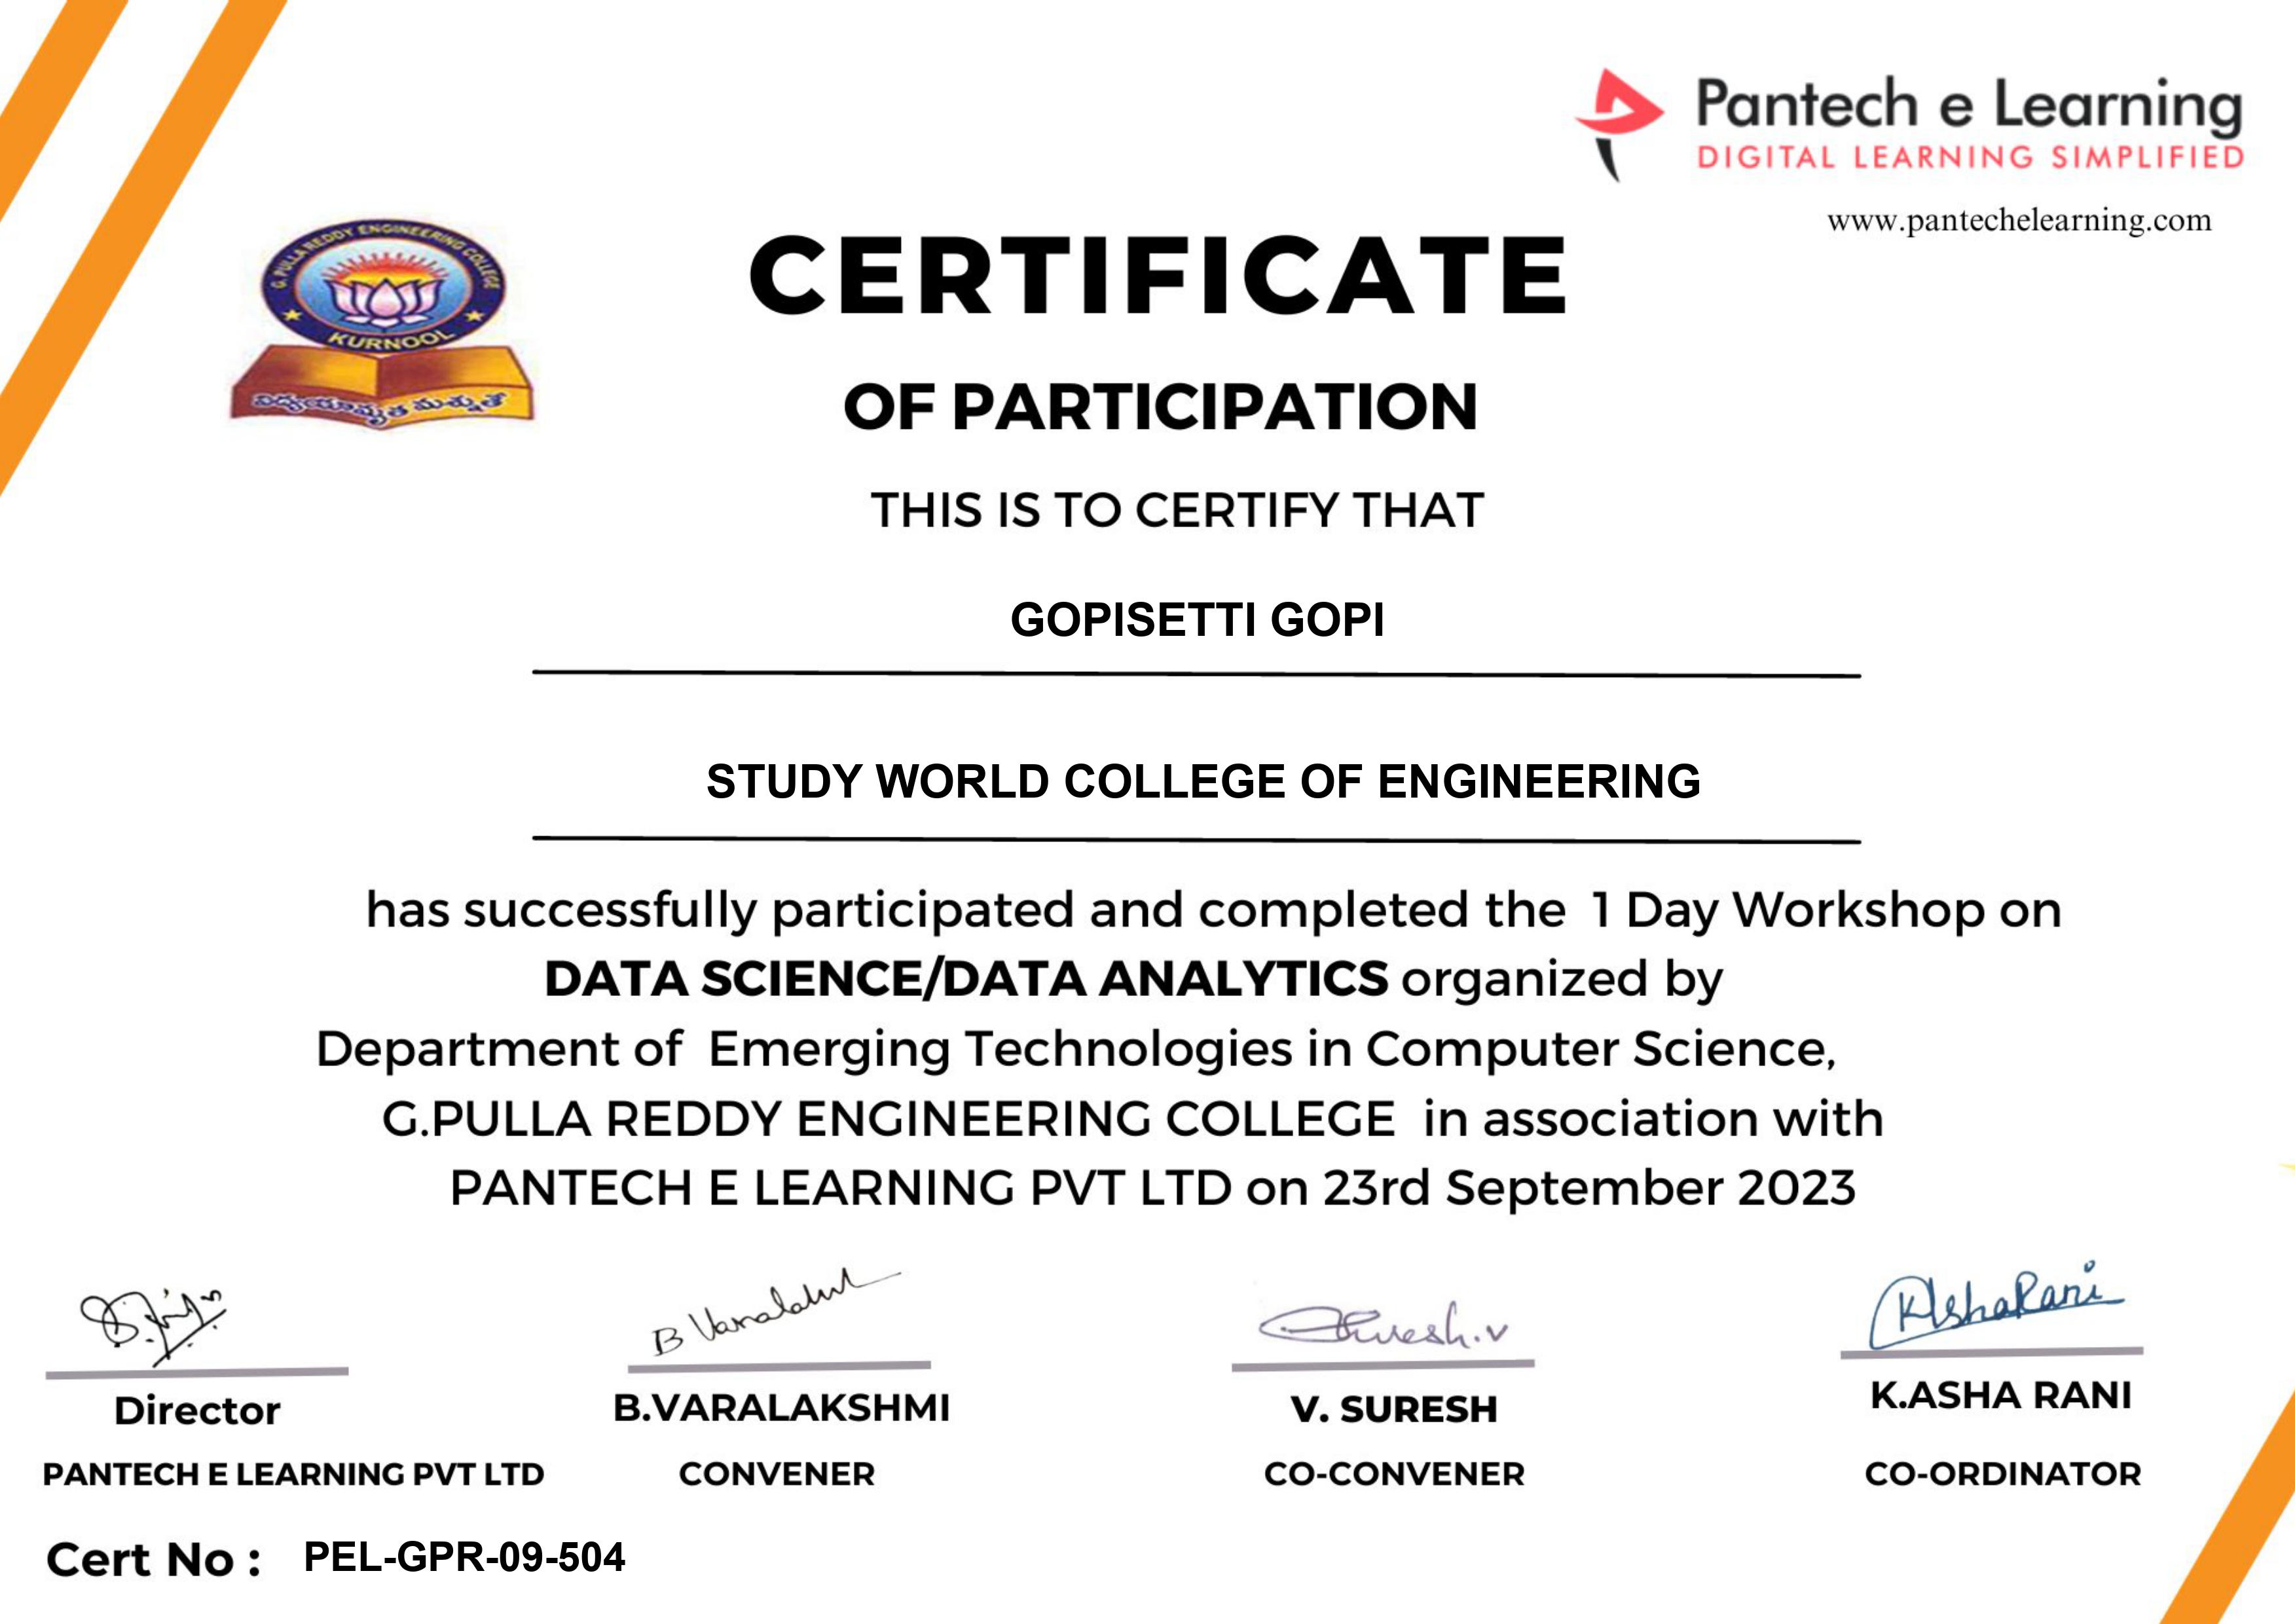 Pantech e Learning
DIGITAL LEARNING SIMPLIFIED
www.pantechelearning.com
G. PULLA REDDY ENGINEERING COLLEGE
KURNOOL
CERTIFICATE
OF PARTICIPATION
THIS IS TO CERTIFY THAT
GOPISETTI GOPI
STUDY WORLD COLLEGE OF ENGINEERING
has successfully participated and completed the 1 Day Workshop on
DATA SCIENCE/DATA ANALYTICS organized by
Department of Emerging Technologies in Computer Science,
G.PULLA REDDY ENGINEERING COLLEGE in association with
PANTECH E LEARNING PVT LTD on 23rd September 2023
KAshaRani
Director
B.VARALAKSHMI
V. SURESH
K.ASHA RANI
PANTECH E LEARNING PVT LTD
CONVENER
CO-CONVENER
CO-ORDINATOR
Cert No : PEL-GPR-09-504